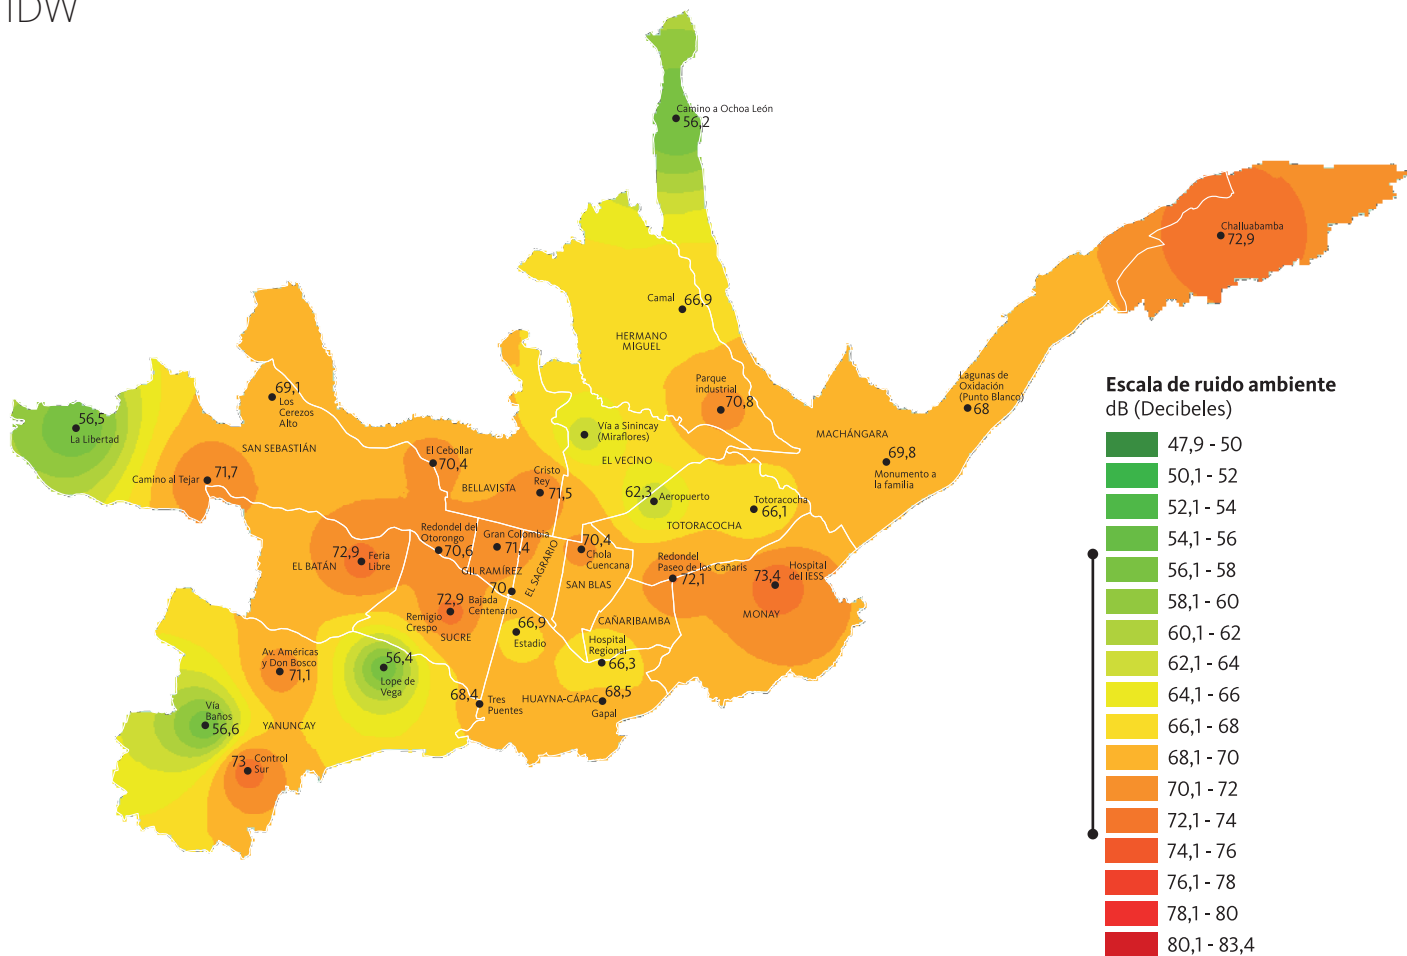 IDW
Camino a Ochoa León
56,2
Challuabamba
72,9
Camal
66,9
HERMANO
MIGUEL
Parque
industrial
70,8
Lagunas de
Oxidación
(Punto Blanco)
68
69,1
Los
Cerezos
Alto
56,5
La Libertad
SAN SEBASTIÁN
Camino al Tejar
71,7
El Cebollar
70,4
BELLAVISTA
Cristo
Rey
71,5
Vía a Sinincay
(Miraflores)
EL VECINO
MACHÁNGARA
69,8
Monumento a
la familia
62,3
Aeropuerto
Totoracocha
66,1
TOTORACOCHA
72,9
Feria
Libre
EL BATÁN
Redondel del
Otorongo
70,6
Gran Colombia
71,4
GIL RAMÍREZ
EL SAGRARIO
70,4
Chola
Cuencana
SAN BLAS
Redondel
Paseo de los Cañaris
72,1
73,4
Hospital
del IESS
MONAY
70
72,9
Bajada
Centenario
Remigio
Crespo
SUCRE
66,9
Estadio
CAÑARIBAMBA
Hospital
Regional
66,3
Av. Américas
y Don Bosco
71,1
56,4
Lope de
Vega
68,4
Tres
Puentes
HUAYNA-CÁPAC
68,5
Gapal
Vía
Baños
56,6
YANUNCAY
73
Control
Sur
Escala de ruido ambiente
dB (Decibeles)
47,9 - 50
50,1 - 52
52,1 - 54
54,1 - 56
56,1 - 58
58,1 - 60
60,1 - 62
62,1 - 64
64,1 - 66
66,1 - 68
68,1 - 70
70,1 - 72
72,1 - 74
74,1 - 76
76,1 - 78
78,1 - 80
80,1 - 83,4